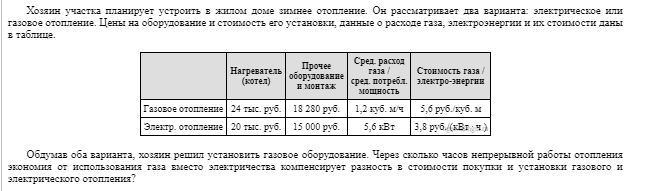 Хозяин участка планирует устроить в жилом доме зимнее отопление. Он рассматривает два варианта: электрическое или
газовое отопление. Цены на оборудование и стоимость его установки, данные о расходе газа, электроэнергии и их стоимости даны
в таблице.
Нагреватель (котел) Прочее оборудование и монтаж Сред. расход газа / сред. потребл. мощность Стоимость газа / электро-энергии
Газовое отопление 24 тыс. руб. 18 280 руб. 1,2 куб. м/ч 5,6 руб./куб. м
Электр. отопление 20 тыс. руб. 15 000 руб. 5,6 кВт 3,8 руб./(кВт · ч)
Обдумав оба варианта, хозяин решил установить газовое оборудование. Через сколько часов непрерывной работы отопления
экономия от использования газа вместо электричества компенсирует разность в стоимости покупки и установки газового и
электрического отопления?